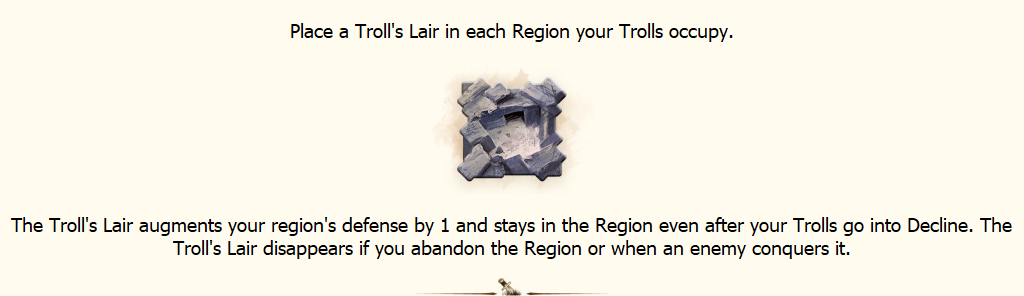 Place a Troll's Lair in each Region your Trolls occupy.
The Troll's Lair augments your region's defense by 1 and stays in the Region even after your Trolls go into Decline. The
Troll's Lair disappears if you abandon the Region or when an enemy conquers it.